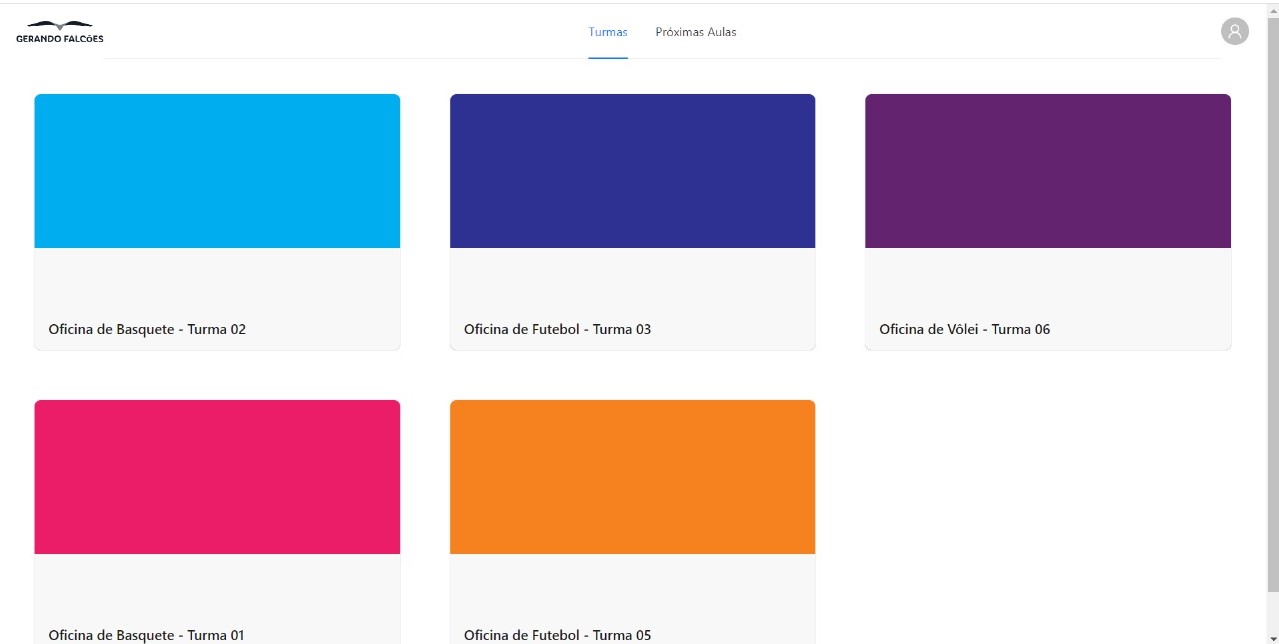 GERANDO FALCÕES
Turmas
Próximas Aulas
Oficina de Basquete - Turma 02
Oficina de Futebol - Turma 03
Oficina de Vôlei - Turma 06
Oficina de Basquete - Turma 01
Oficina de Futebol - Turma 05